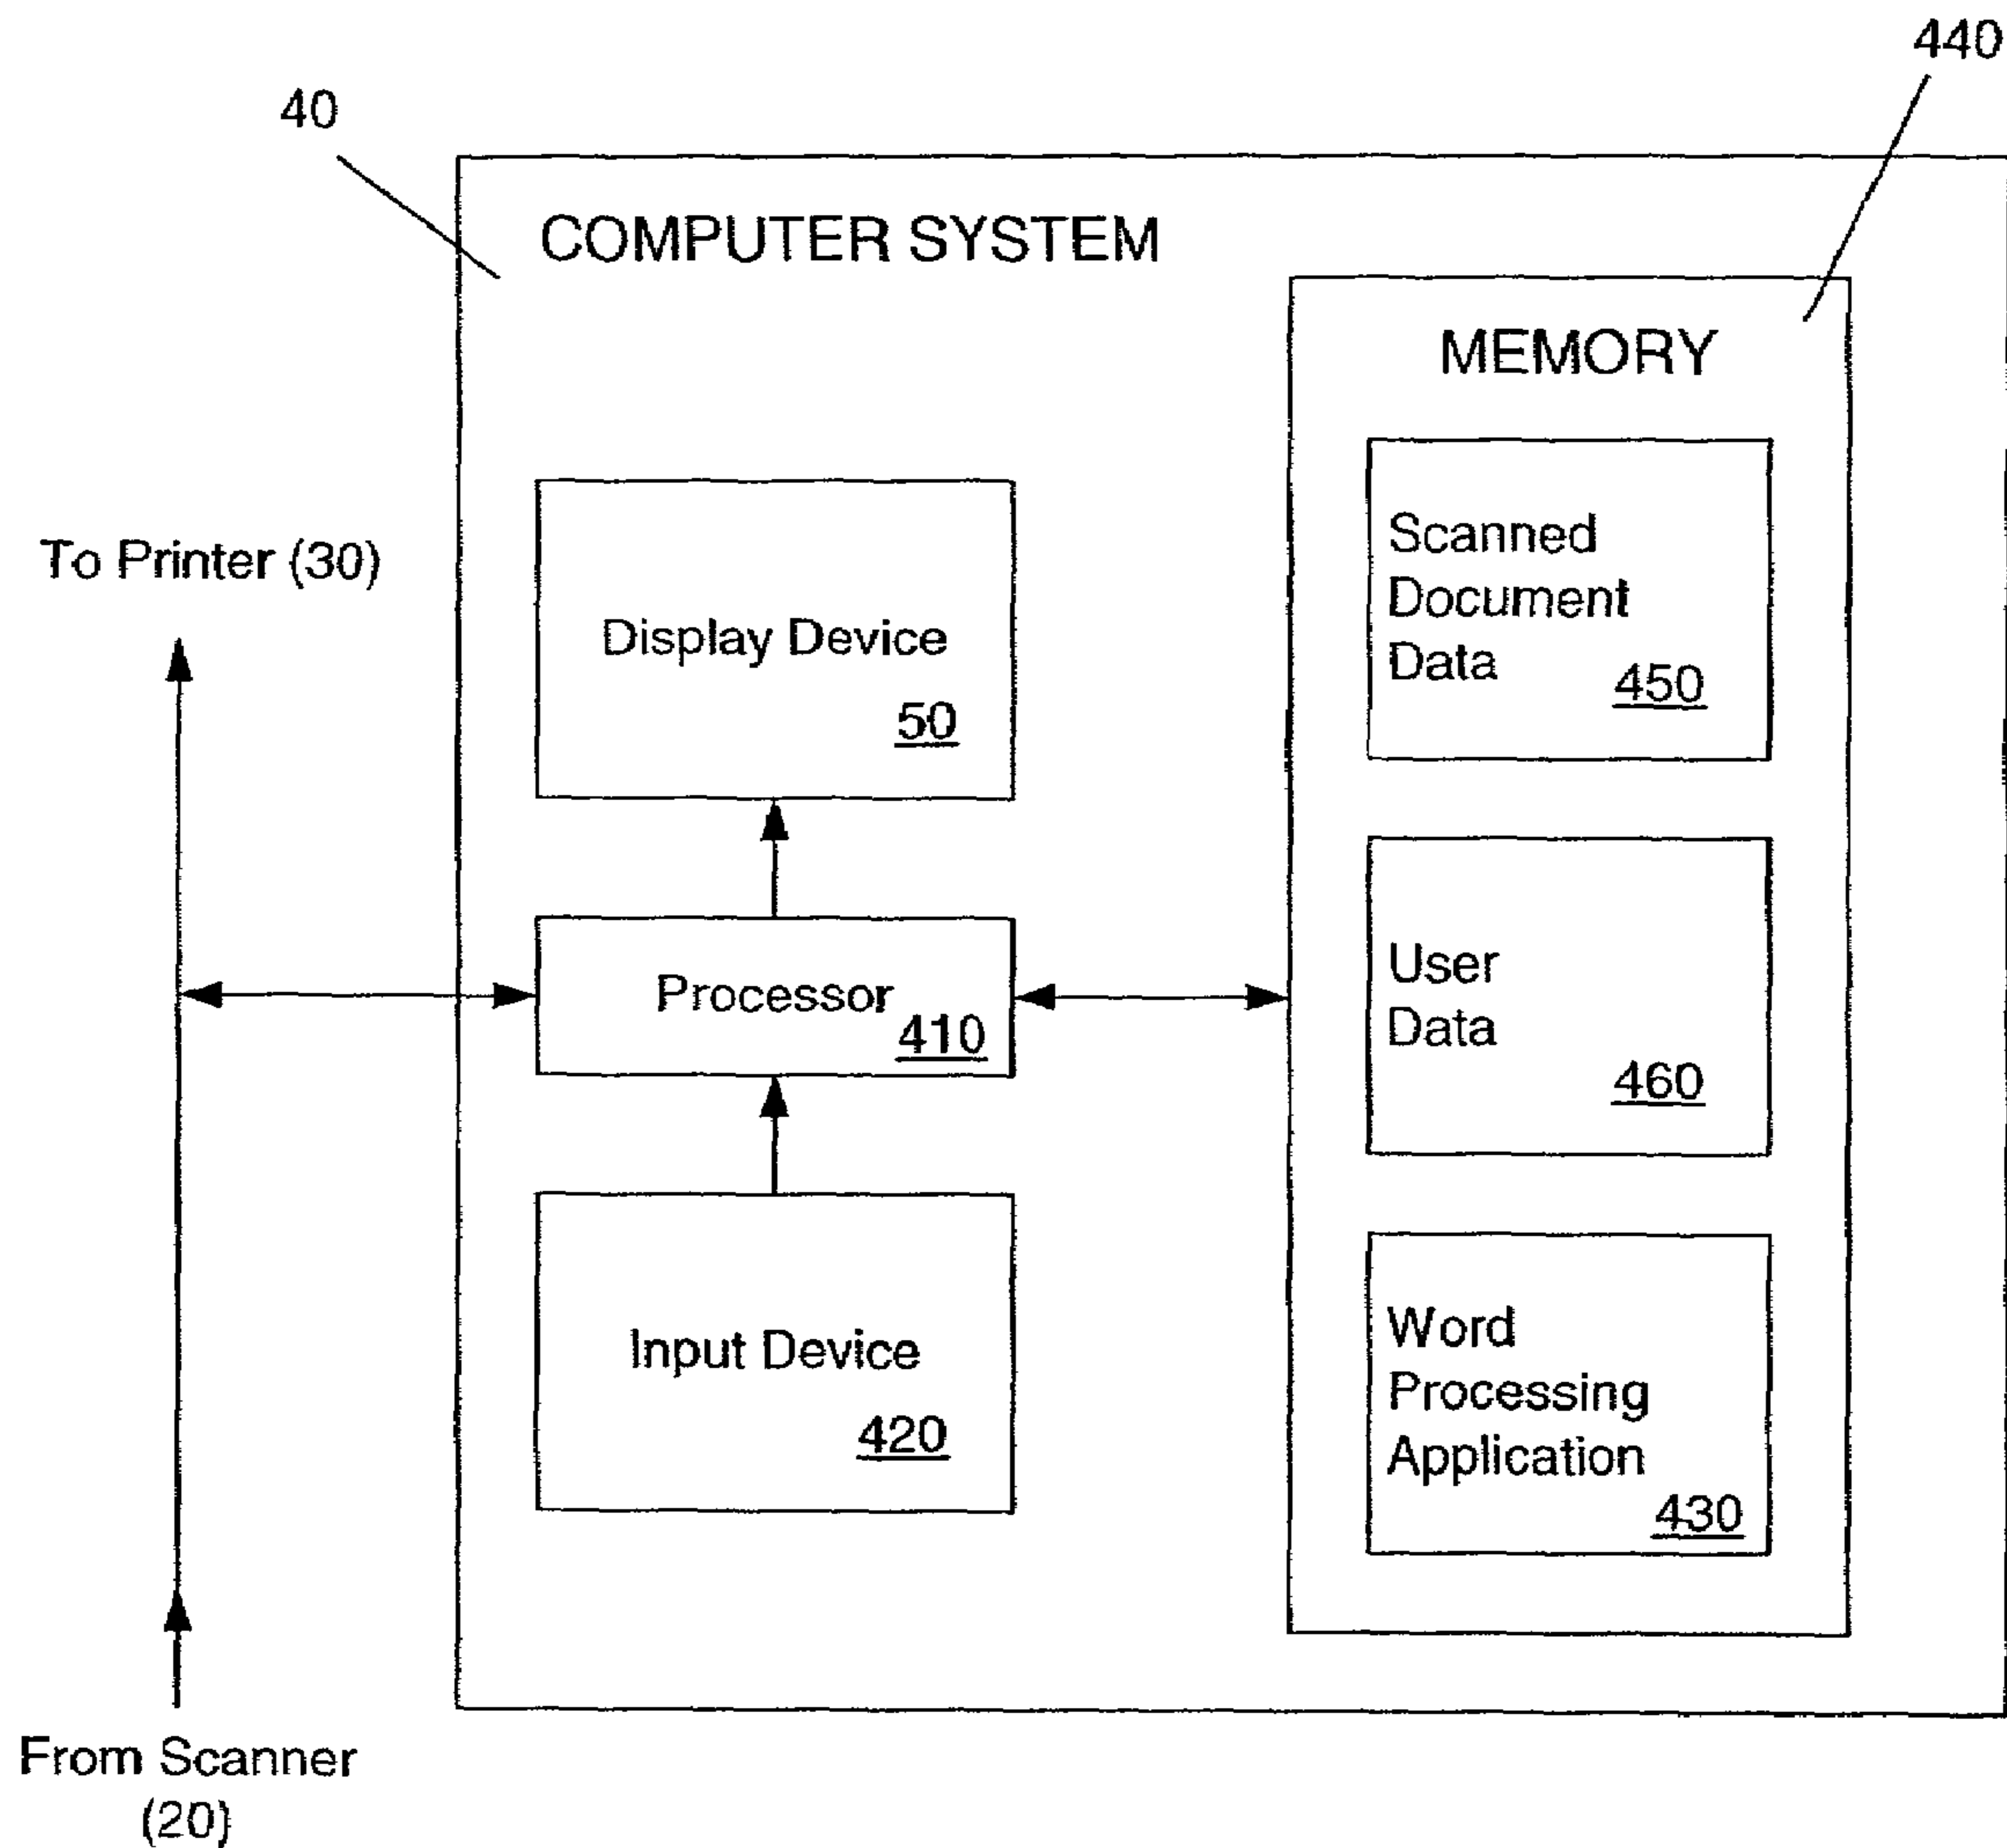 440
40
COMPUTER SYSTEM
MEMORY
Scanned
Document
Data
450
To Printer (30)
Display Device
50
User
Data
460
Processor
410
Input Device
420
Word
Processing
Application
430
From Scanner
(20)